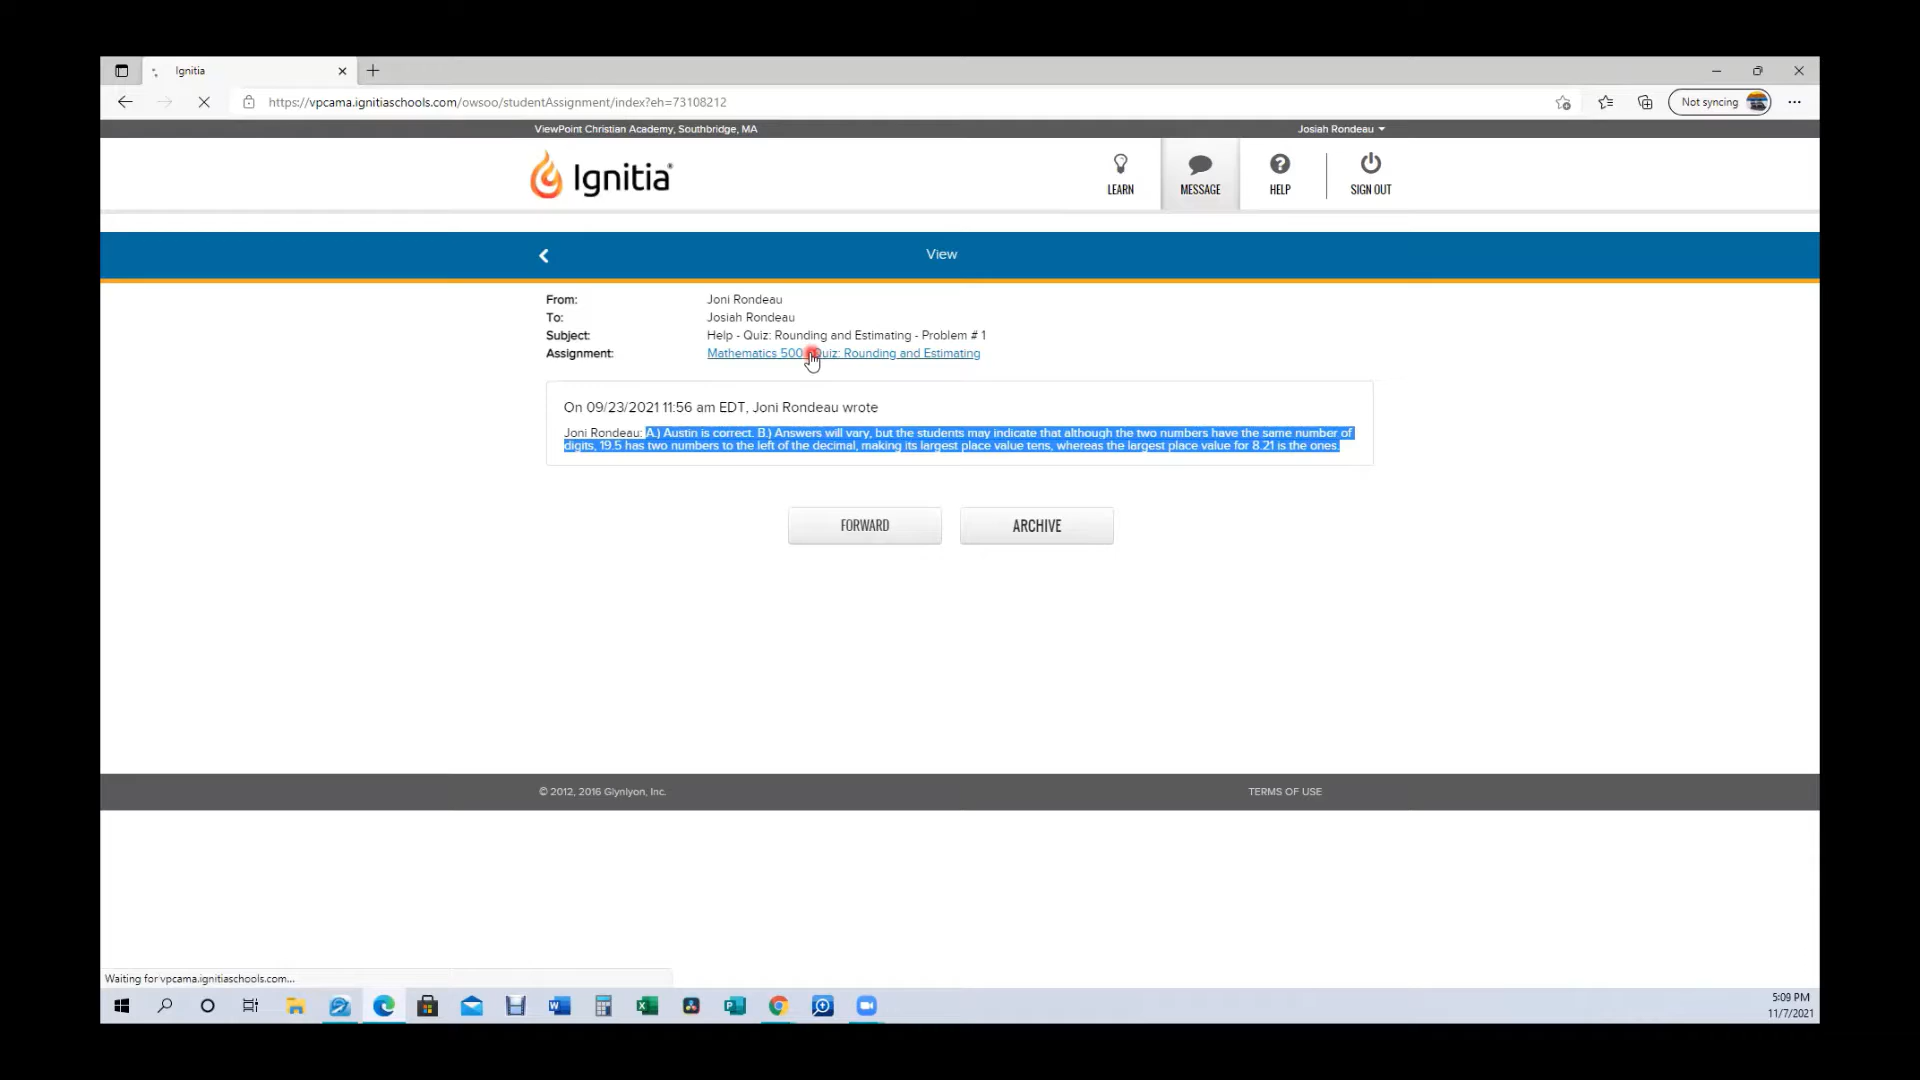 Ignitia
https://vpcama.ignitiaschools.com/owsoo/studentAssignment/index?eh=73108212
Not syncing
ViewPoint Christian Academy, Southbridge, MA
Josiah Rondeau
Ignitia
LEARN
MESSAGE
HELP
SIGN OUT
View
From: Joni Rondeau
To: Josiah Rondeau
Subject: Help - Quiz: Rounding and Estimating - Problem # 1
Assignment: Mathematics 500 Quiz: Rounding and Estimating
On 09/23/2021 11:56 am EDT, Joni Rondeau wrote
Joni Rondeau: A.) Austin is correct. B.) Answers will vary, but the students may indicate that although the two numbers have the same number of
digits, 19.5 has two numbers to the left of the decimal, making its largest place value tens, whereas the largest place value for 8.21 is the ones.
FORWARD
ARCHIVE
© 2012, 2016 Glynlyon, Inc.
TERMS OF USE
Waiting for vpcama.ignitiaschools.com...
5:09 PM
11/7/2021